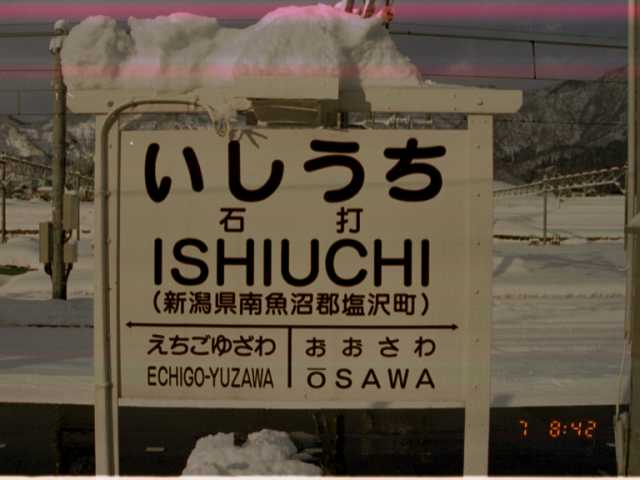 いしうち
石打
ISHIUCHI
(新潟県南魚沼郡塩沢町)
えちごゆざわ おおさわ
ECHIGO-YUZAWA ŌSAWA
7 8:42